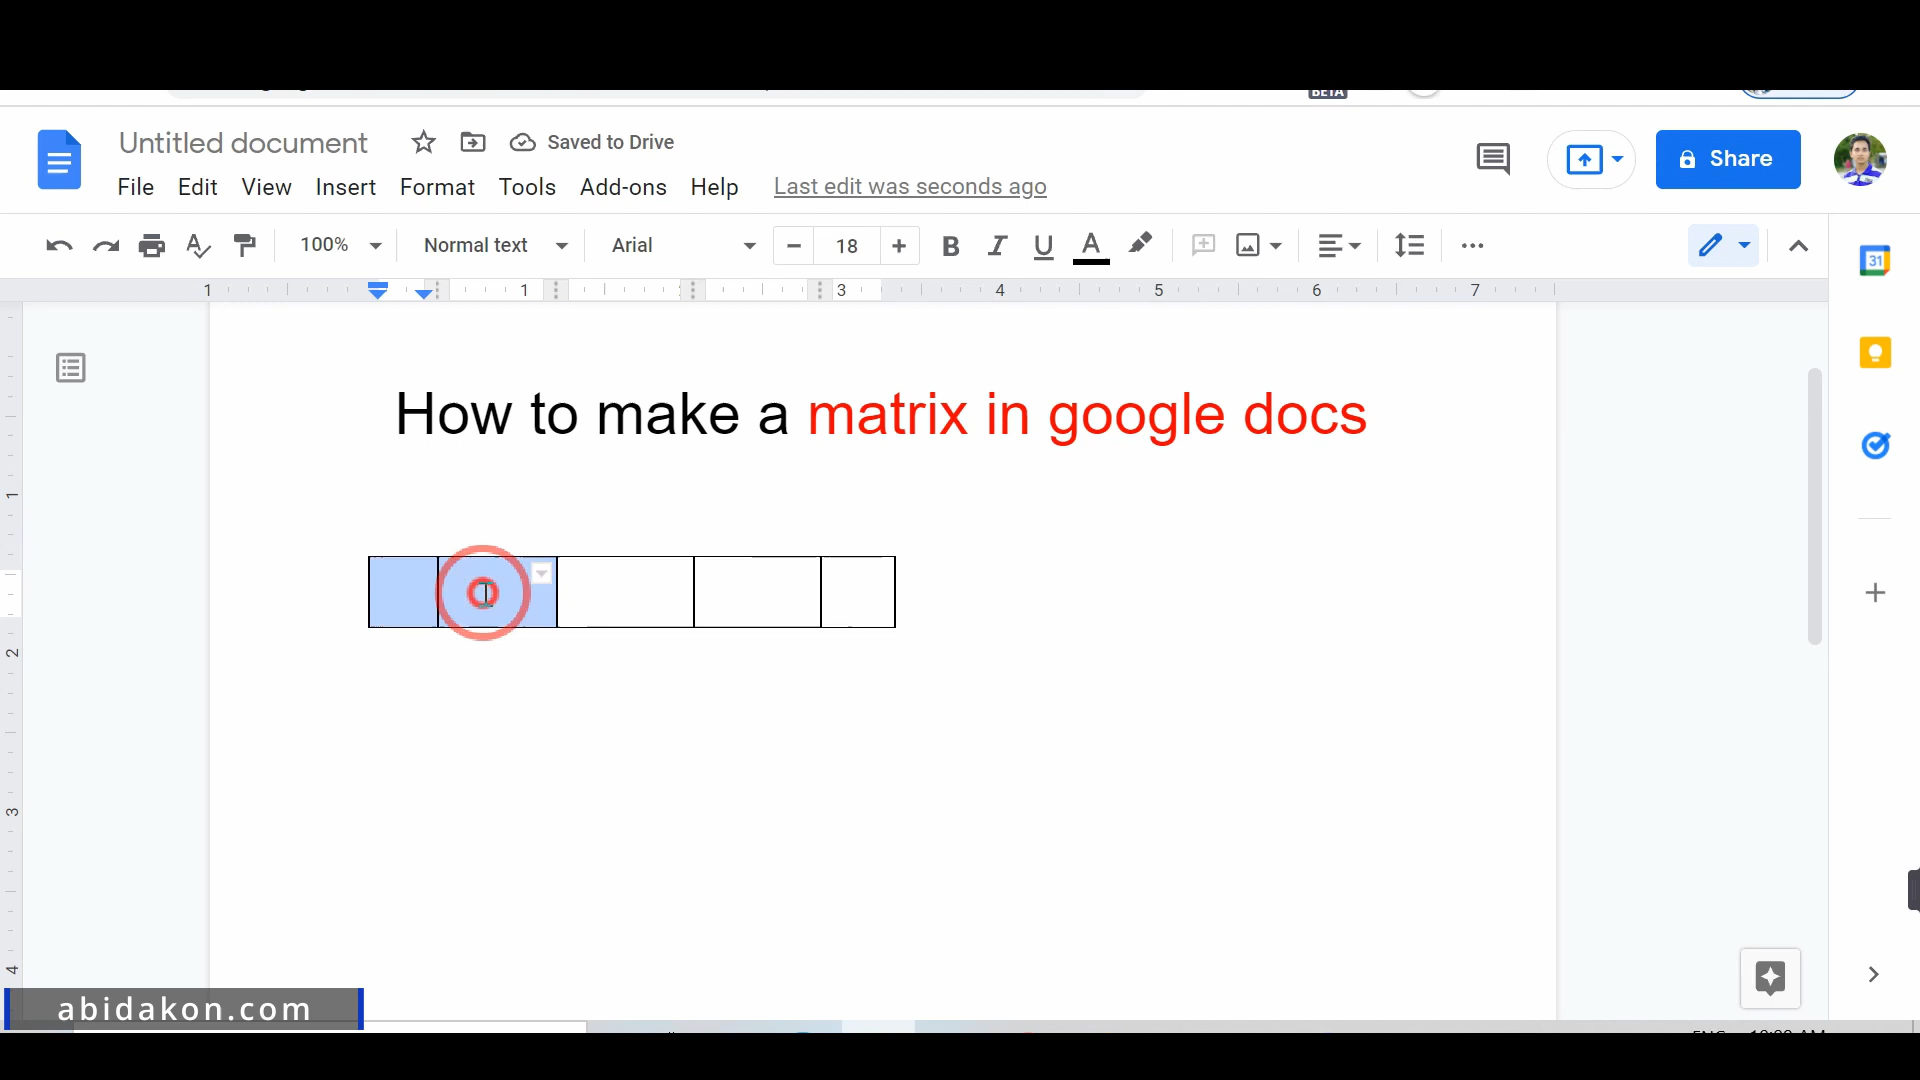 BETA
Untitled document
Saved to Drive
File Edit View Insert Format Tools Add-ons Help Last edit was seconds ago
Share
100% Normal text Arial 18 B I U A
31
1 1 3 4 5 6 7
How to make a matrix in google docs
1
2
3
4
abidakon.com